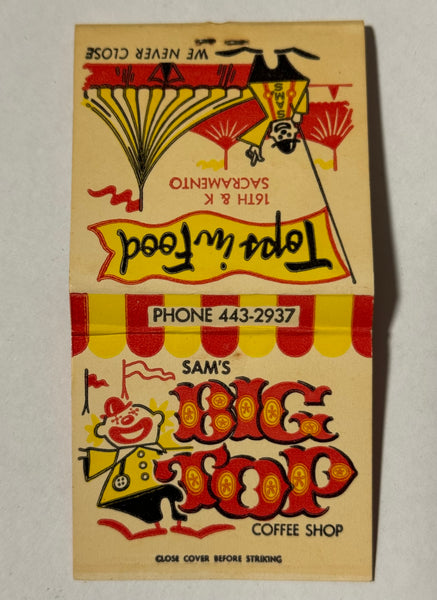 WE NEVER CLOSE
SAM'S
16TH & K
SACRAMENTO
Tops in Food
PHONE 443-2937
SAM'S
BIG
TOP
COFFEE SHOP
CLOSE COVER BEFORE STRIKING